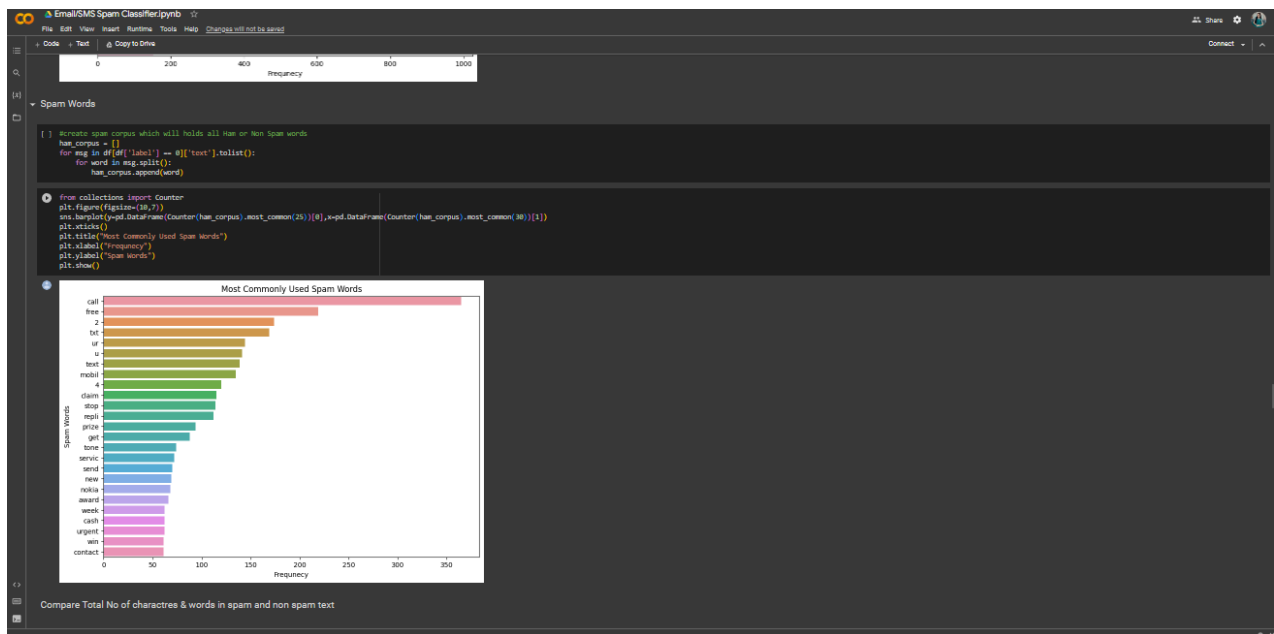 Email/SMS Spam Classifier.ipynb
Share
File Edit View Insert Runtime Tools Help Changes will not be saved
+ Code + Text Copy to Drive
Connect
0 200 400 600 800 1000
Frequnecy
Spam Words
[ ] #create spam corpus which will holds all Ham or Non Spam words
ham_corpus = []
for msg in df[df['label'] == 0]['text'].tolist():
for word in msg.split():
ham_corpus.append(word)
from collections import Counter
plt.figure(figsize=(10,7))
sns.barplot(y=pd.DataFrame(Counter(ham_corpus).most_common(25))[0],x=pd.DataFrame(Counter(ham_corpus).most_common(30))[1])
plt.xticks()
plt.title("Most Commonly Used Spam Words")
plt.xlabel("Frequnecy")
plt.ylabel("Spam Words")
plt.show()
Most Commonly Used Spam Words
call
free
2
txt
ur
u
text
mobil
4
claim
stop
repli
prize
get
tone
servic
send
new
nokia
award
week
cash
urgent
win
contact
Spam Words
0 50 100 150 200 250 300 350
Frequnecy
Compare Total No of charactres & words in spam and non spam text